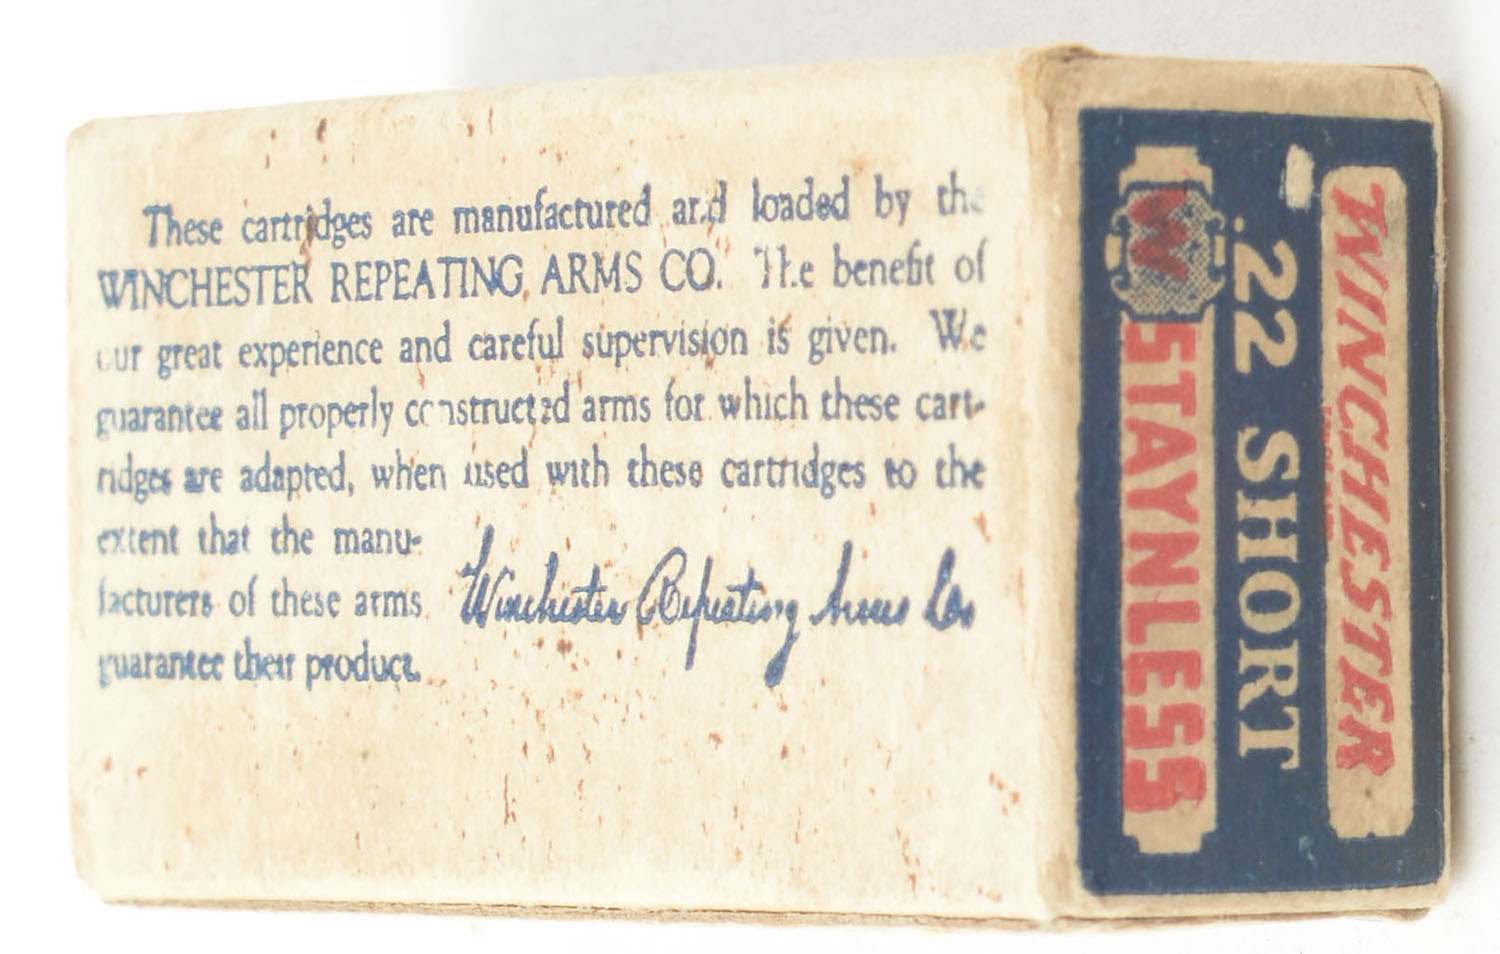 These cartridges are manufactured and loaded by the
WINCHESTER REPEATING ARMS CO. The benefit of
our great experience and careful supervision is given. We
guarantee all properly constructed arms for which these cart-
ridges are adapted, when used with these cartridges to the
extent that the manu-
facturers of these arms
guarantee their product.
Winchester Repeating Arms Co.
WINCHESTER
.22 SHORT
W
STAYNLESS